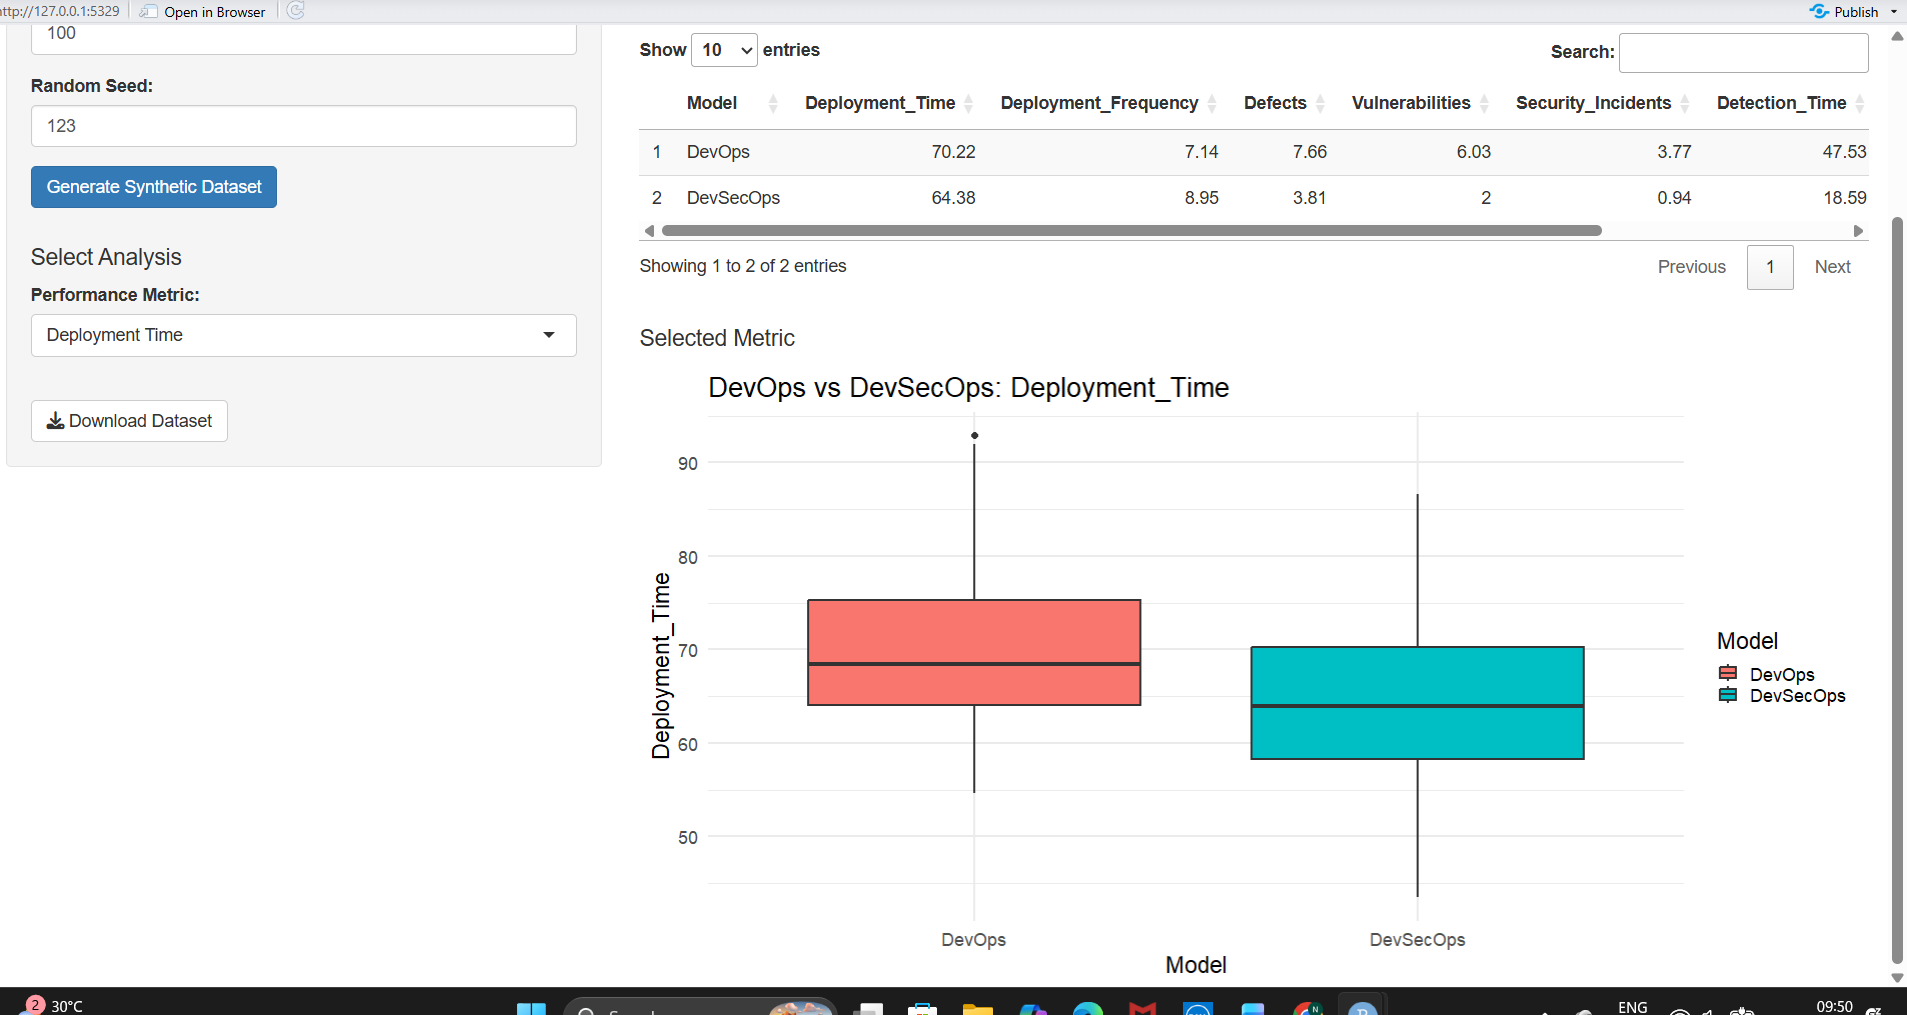 http://127.0.0.1:5329 Open in Browser Publish
100
Random Seed:
123
Generate Synthetic Dataset
Select Analysis
Performance Metric:
Deployment Time
Download Dataset
Show 10 entries Search:
Model Deployment_Time Deployment_Frequency Defects Vulnerabilities Security_Incidents Detection_Time
1 DevOps 70.22 7.14 7.66 6.03 3.77 47.53
2 DevSecOps 64.38 8.95 3.81 2 0.94 18.59
Showing 1 to 2 of 2 entries Previous 1 Next
Selected Metric
DevOps vs DevSecOps: Deployment_Time
90
80
70
60
50
Deployment_Time
DevOps DevSecOps
Model
Model
DevOps
DevSecOps
2 30°C ENG 09:50